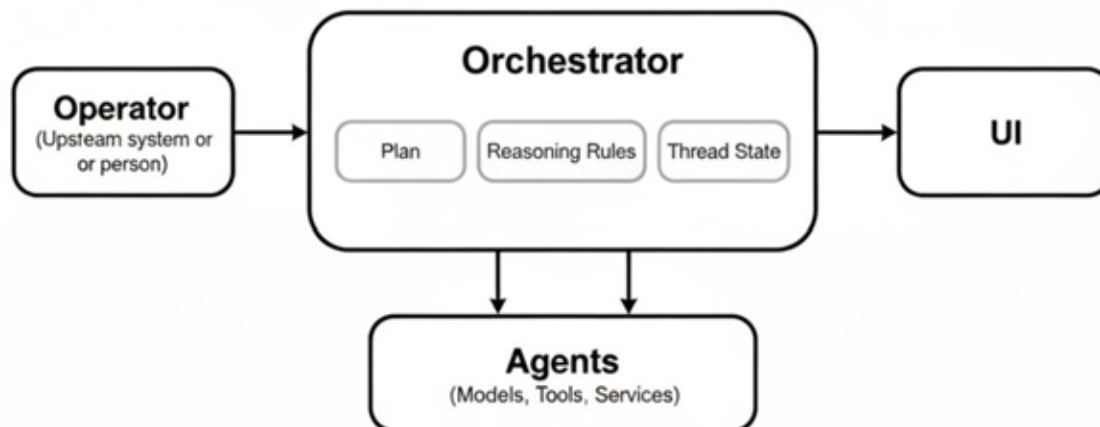 Orchestrator
Operator
(Upsteam system or
or person)
Plan
Reasoning Rules
Thread State
UI
Agents
(Models, Tools, Services)